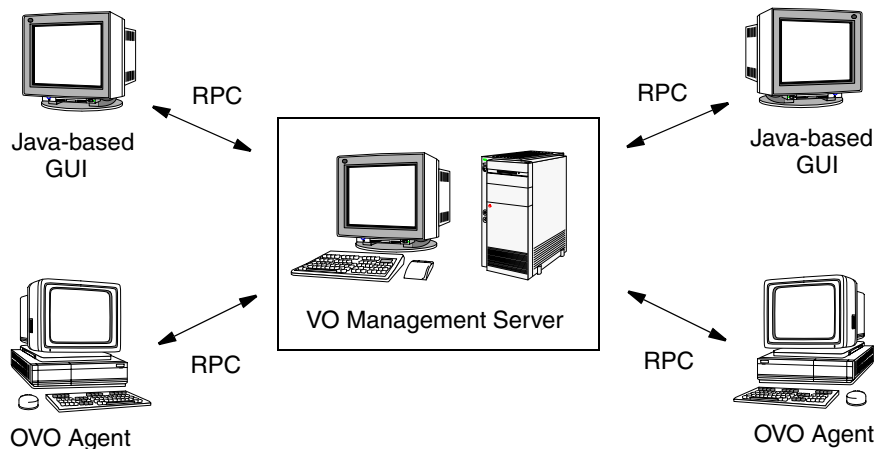 RPC
RPC
Java-based
GUI
Java-based
GUI
VO Management Server
RPC
RPC
OVO Agent
OVO Agent